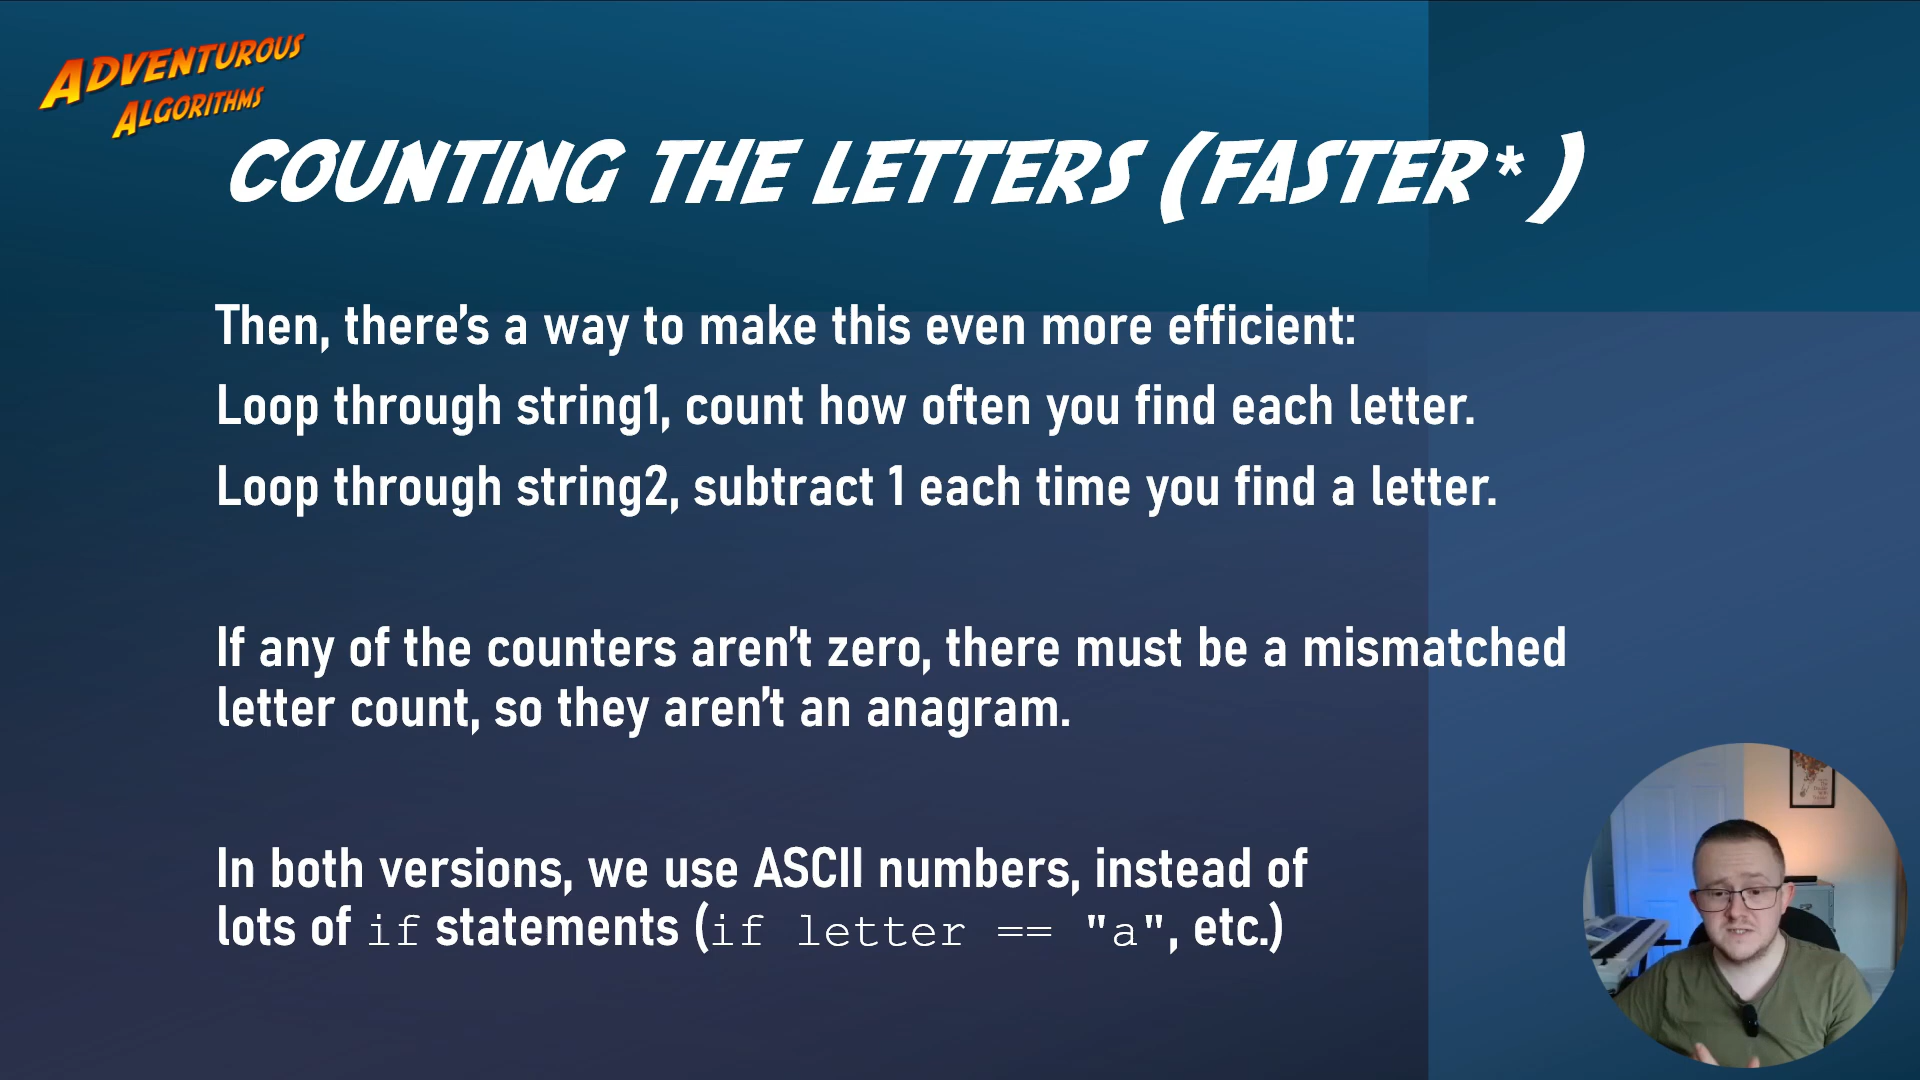 ADVENTUROUS
ALGORITHMS
COUNTING THE LETTERS (FASTER*)
Then, there's a way to make this even more efficient:
Loop through string1, count how often you find each letter.
Loop through string2, subtract 1 each time you find a letter.
If any of the counters aren't zero, there must be a mismatched
letter count, so they aren't an anagram.
In both versions, we use ASCII numbers, instead of
lots of if statements (if letter == "a", etc.)